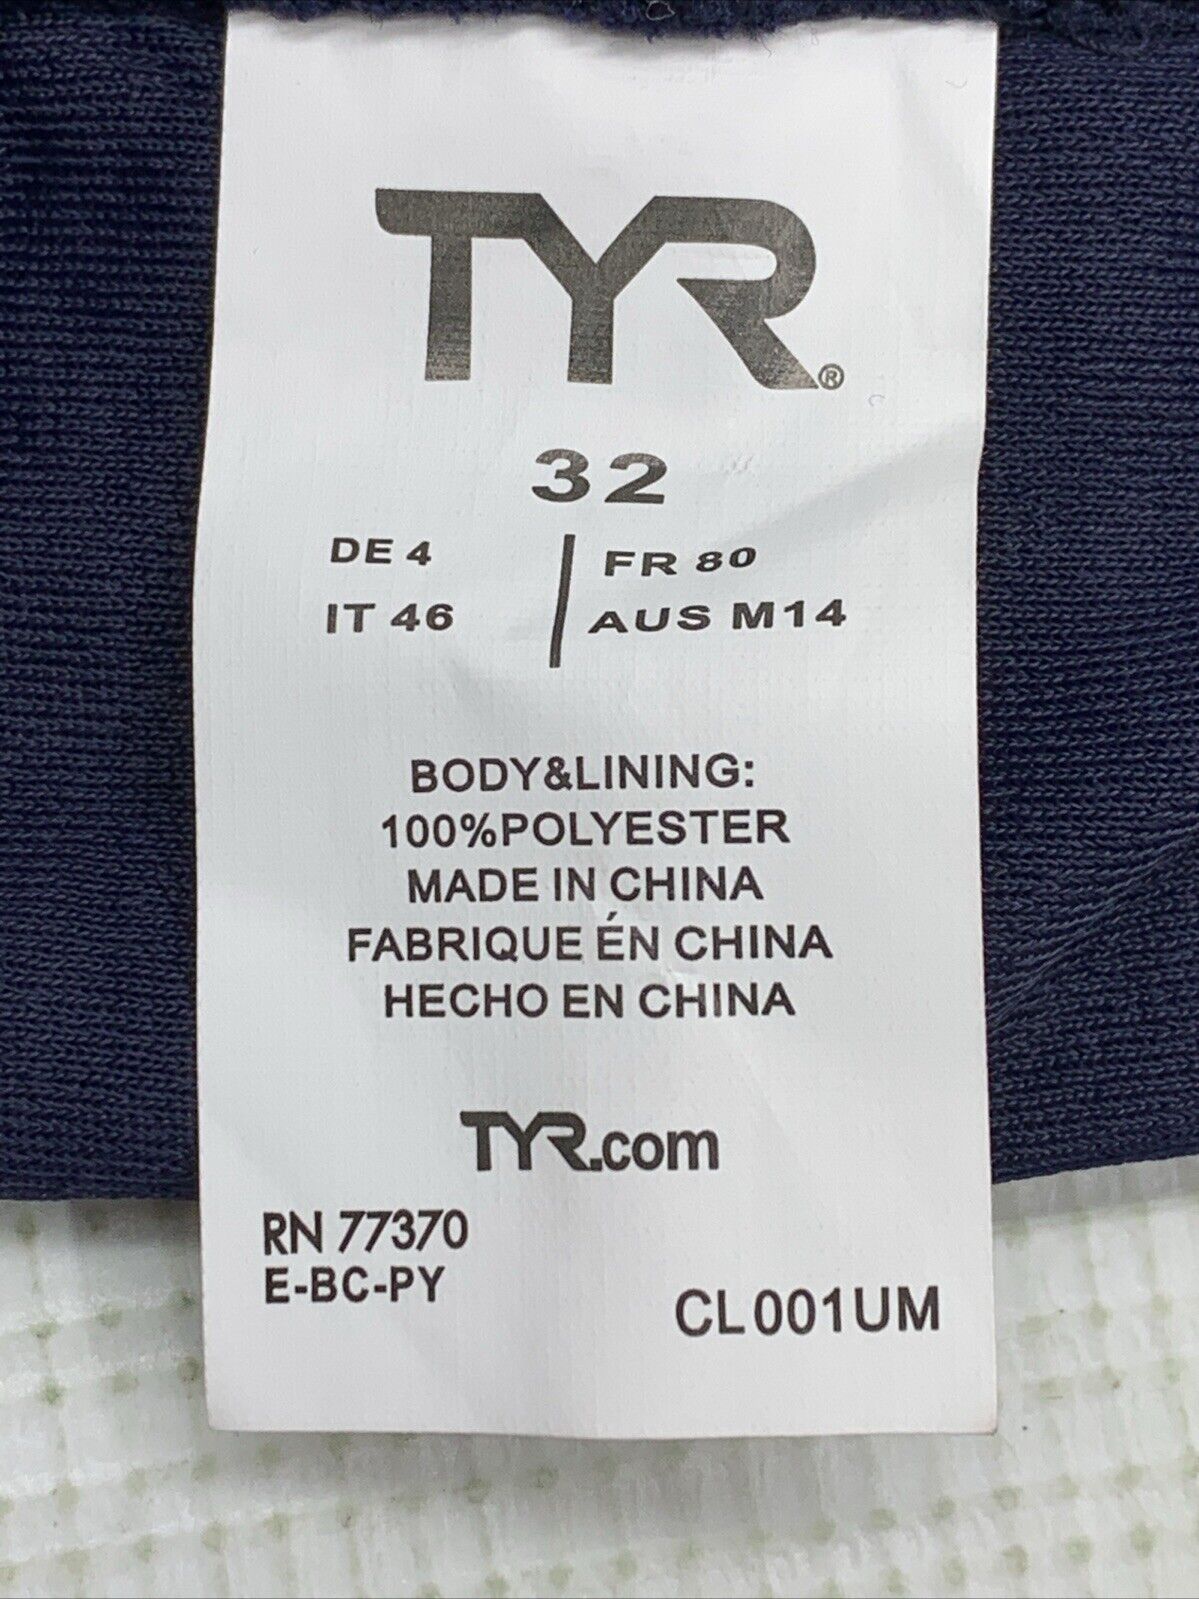 TYR®
32
DE 4 | FR 80
IT 46 | AUS M14
BODY&LINING:
100%POLYESTER
MADE IN CHINA
FABRIQUE ÉN CHINA
HECHO EN CHINA
TYR.com
RN 77370
E-BC-PY
CL001UM